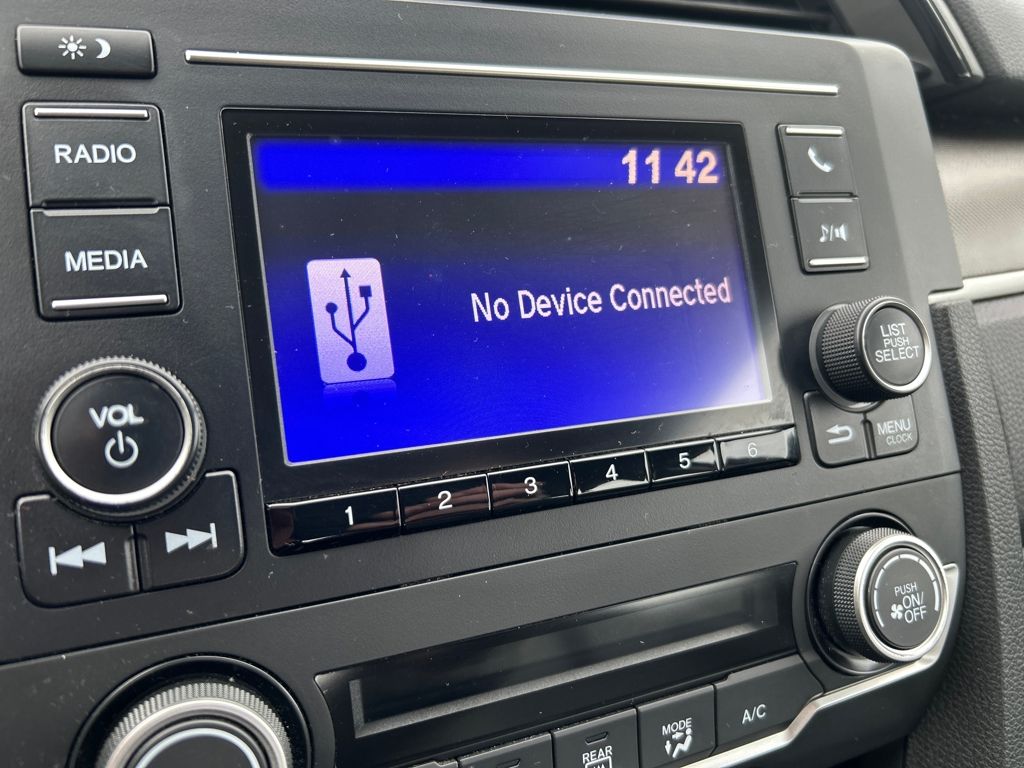 RADIO
MEDIA
11 42
No Device Connected
VOL
LIST
PUSH
SELECT
MENU
CLOCK
1 2 3 4 5 6
PUSH
ON/
OFF
A/C
MODE
REAR